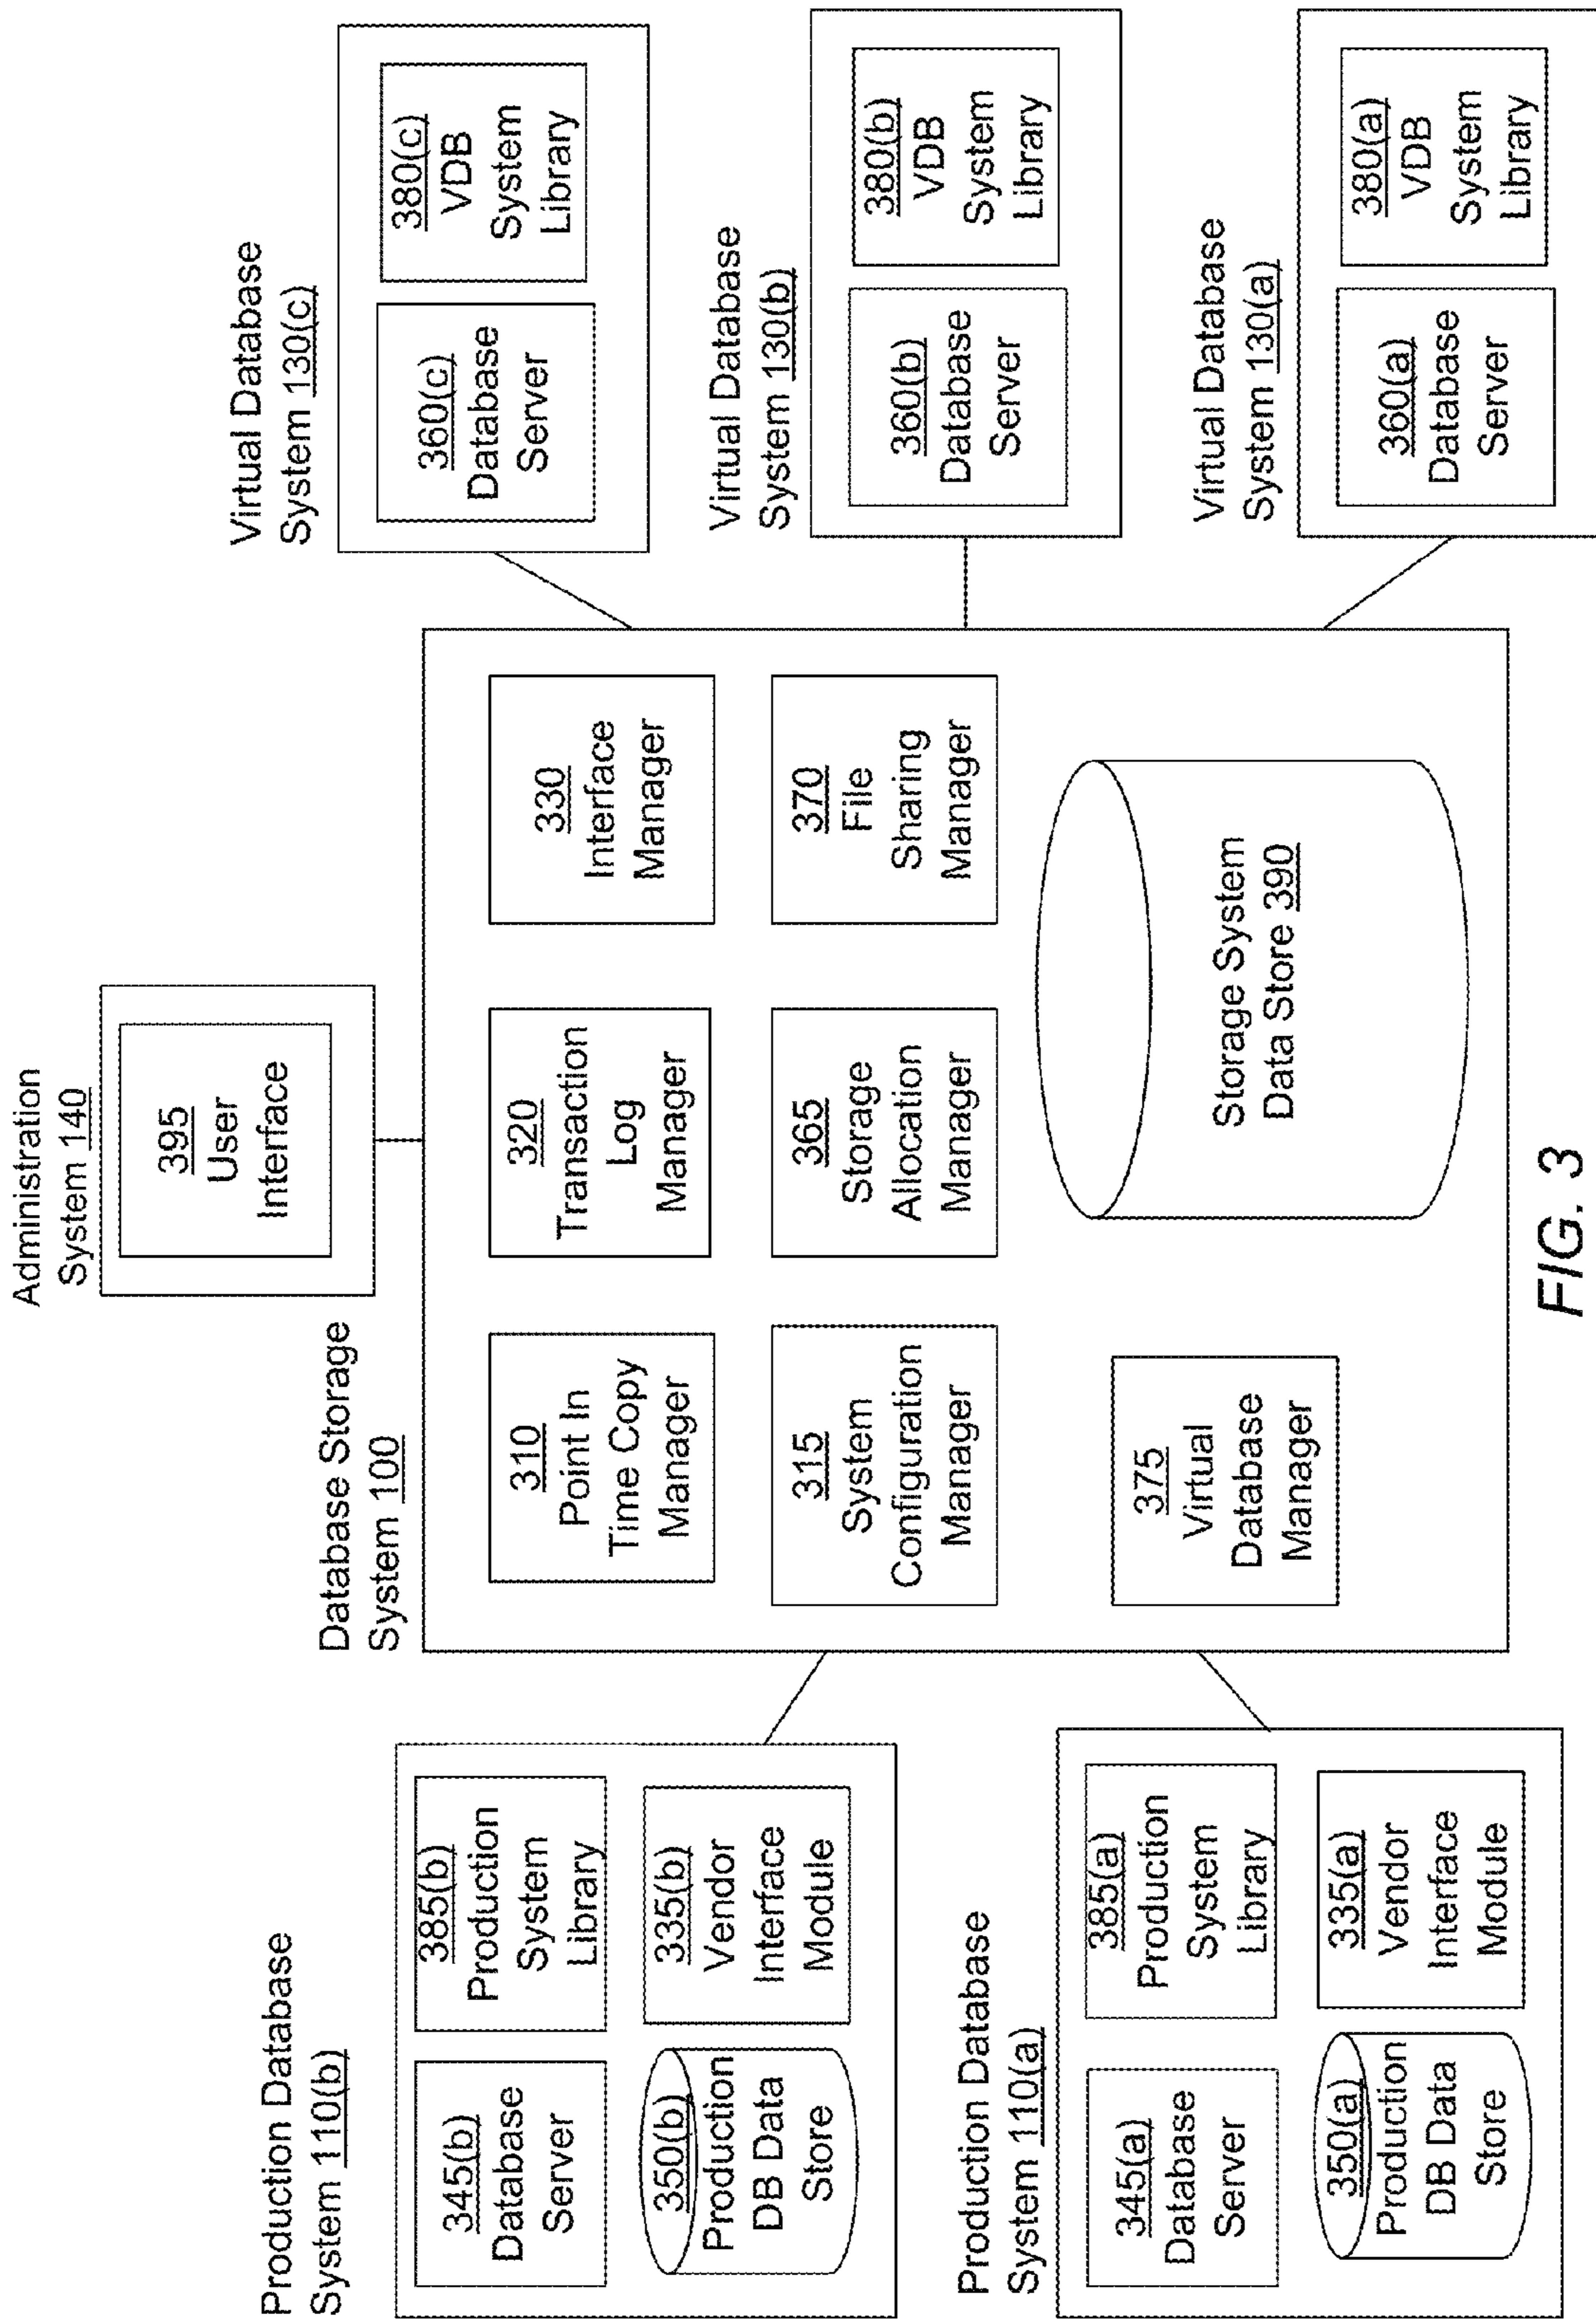 Administration
System 140
395
User
Interface
Database Storage
System 100
310
Point In
Time Copy
Manager
320
Transaction
Log
Manager
330
Interface
Manager
315
System
Configuration
Manager
365
Storage
Allocation
Manager
370
File
Sharing
Manager
375
Virtual
Database
Manager
Storage System
Data Store 390
Production Database
System 110(b)
345(b)
Database
Server
385(b)
Production
System
Library
350(b)
Production
DB Data
Store
335(b)
Vendor
Interface
Module
Production Database
System 110(a)
345(a)
Database
Server
385(a)
Production
System
Library
350(a)
Production
DB Data
Store
335(a)
Vendor
Interface
Module
Virtual Database
System 130(c)
360(c)
Database
Server
380(c)
VDB
System
Library
Virtual Database
System 130(b)
360(b)
Database
Server
380(b)
VDB
System
Library
Virtual Database
System 130(a)
360(a)
Database
Server
380(a)
VDB
System
Library
FIG. 3